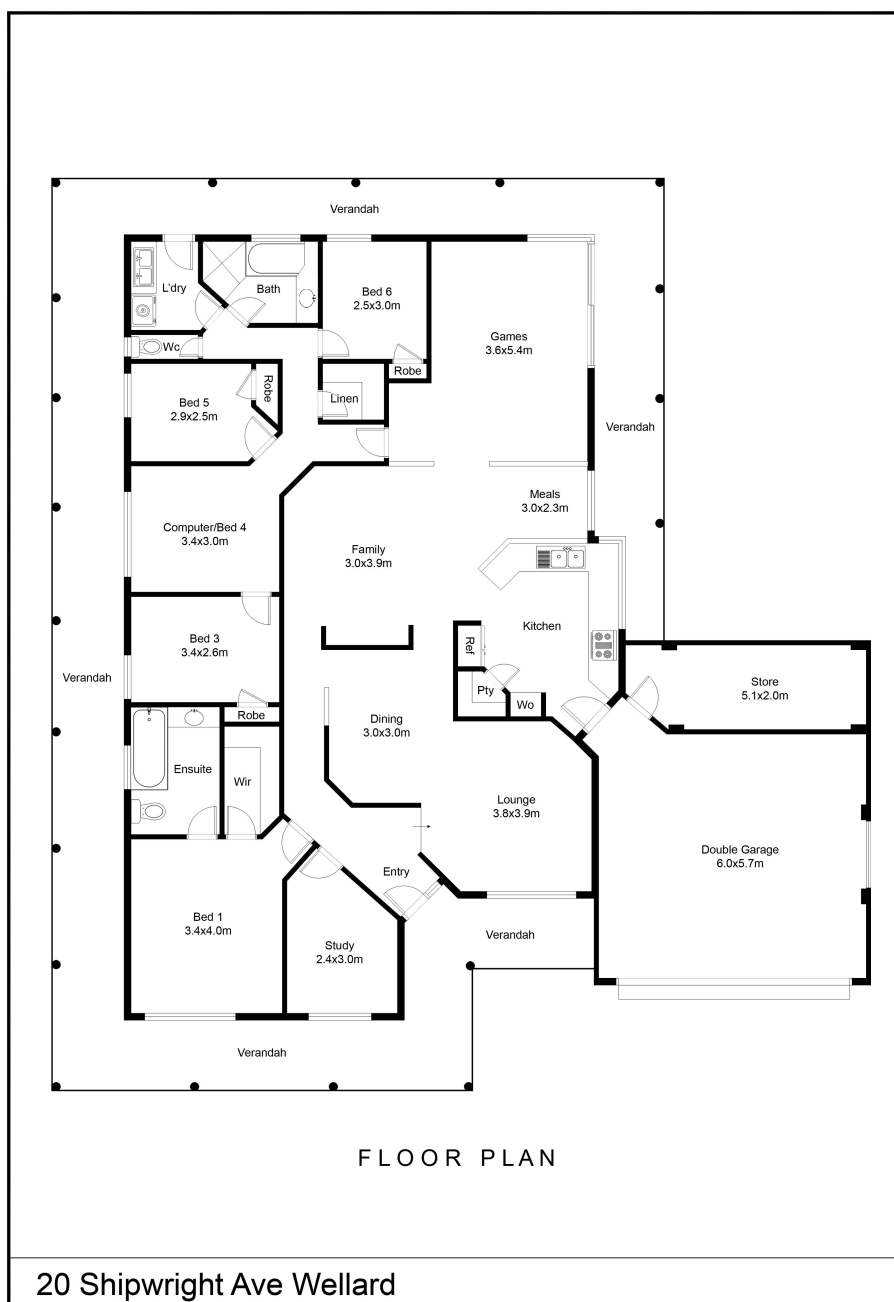 Verandah
L'dry
Bath
Bed 6
2.5x3.0m
Games
3.6x5.4m
Wc
Robe
Robe
Linen
Bed 5
2.9x2.5m
Verandah
Meals
3.0x2.3m
Computer/Bed 4
3.4x3.0m
Family
3.0x3.9m
Kitchen
Bed 3
3.4x2.6m
Ref
Verandah
Store
5.1x2.0m
Pty
Wo
Robe
Dining
3.0x3.0m
Ensuite
Wir
Lounge
3.8x3.9m
Double Garage
6.0x5.7m
Entry
Bed 1
3.4x4.0m
Study
2.4x3.0m
Verandah
Verandah
FLOOR PLAN
20 Shipwright Ave Wellard